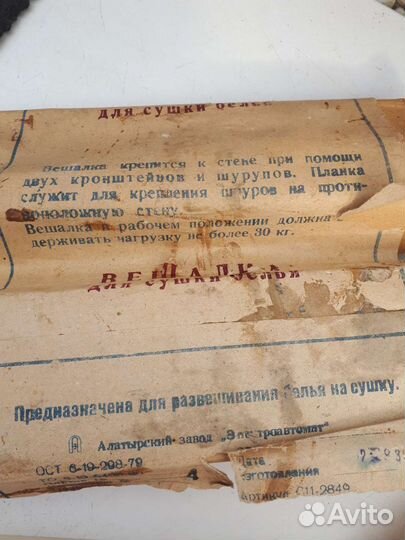 для сушки белья
Вешалка крепится к стене при помощи
двух кронштейнов и шурупов. Планка
служит для крепления шнуров на проти-
воположную стену.
Вешалка в рабочем положении должна
держивать нагрузку не более 30 кг.
ВЕШАЛКА
для сушки белья
Предназначена для развешивания белья на сушку.
Алатырский завод „Электроавтомат"
ОСТ 6-19-298-79
Дата
изготовления
Артикул С11-2849
Avito